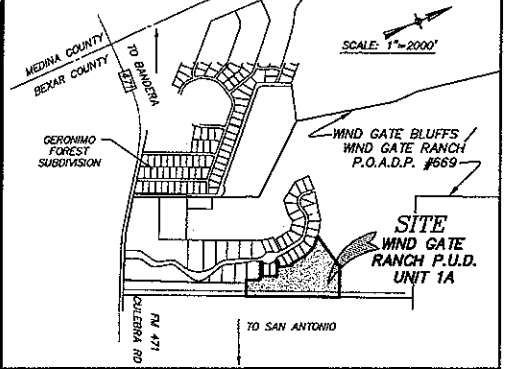 MEDINA COUNTY
BEXAR COUNTY
471
TO BANDERA
SCALE: 1"=2000'
GERONIMO
FOREST
SUBDIVISION
WIND GATE BLUFFS /
WIND GATE RANCH
P.O.A.D.P. #669
SITE
WIND GATE
RANCH P.U.D.
UNIT 1A
FM 471
CULEBRA RD
TO SAN ANTONIO